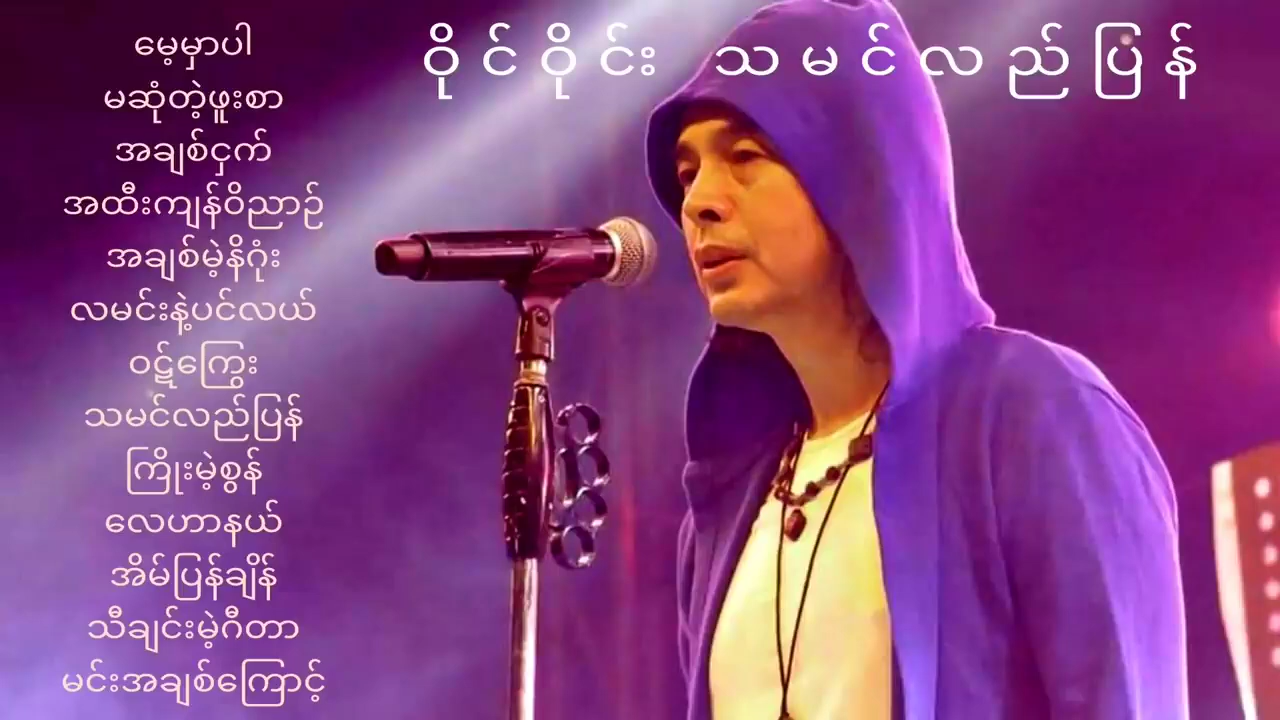 ဝိုင်ဝိုင်း သမင်လည်ပြန်
မေ့မှာပါ
မဆုံတဲ့ဖူးစာ
အချစ်ငှက်
အထီးကျန်ဝိညာဉ်
အချစ်မဲ့နိဂုံး
လမင်းနဲ့ပင်လယ်
ဝဋ်ကြွေး
သမင်လည်ပြန်
ကြိုးမဲ့စွန်
လေဟာနယ်
အိမ်ပြန်ချိန်
သီချင်းမဲ့ဂီတာ
မင်းအချစ်ကြောင့်